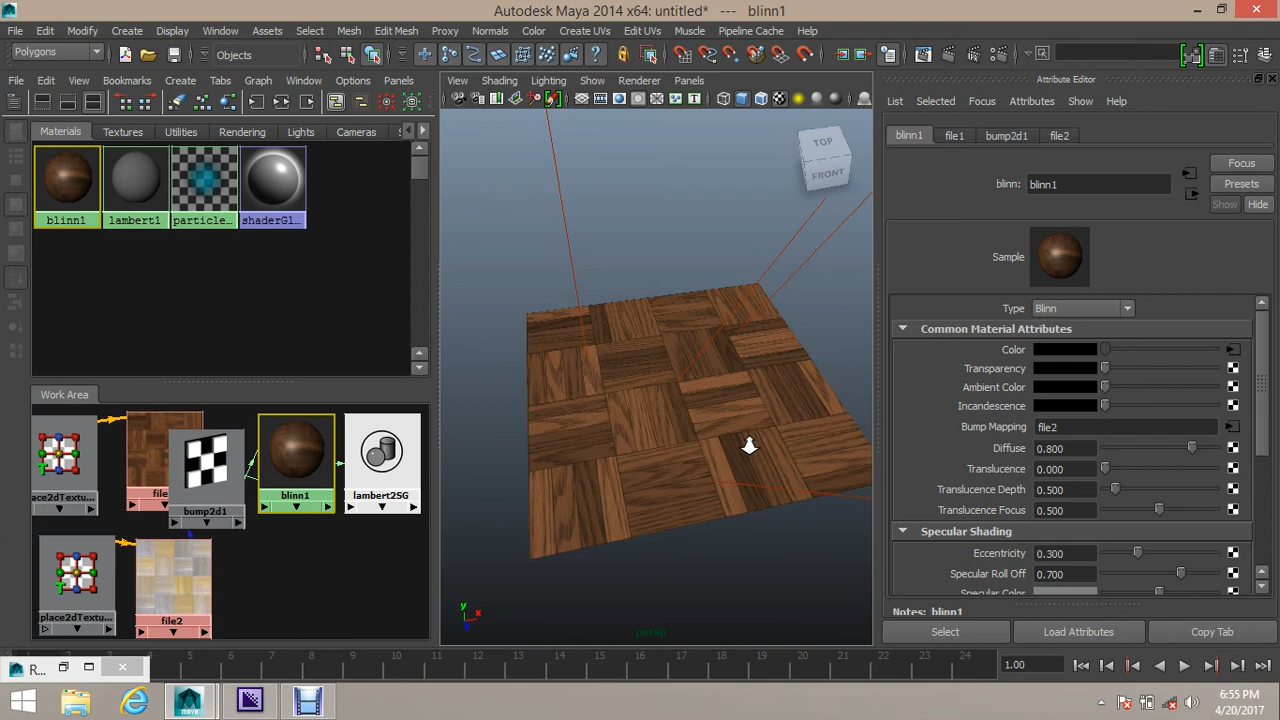 Autodesk Maya 2014 x64: untitled*   ---   blinn1
File Edit Modify Create Display Window Assets Select Mesh Edit Mesh Proxy Normals Color Create UVs Edit UVs Muscle Pipeline Cache Help
Polygons Objects
File Edit View Bookmarks Create Tabs Graph Window Options Panels
View Shading Lighting Show Renderer Panels
Attribute Editor
List Selected Focus Attributes Show Help
Materials Textures Utilities Rendering Lights Cameras
blinn1 file1 bump2d1 file2
TOP
FRONT
Focus
Presets
Show Hide
blinn: blinn1
blinn1 lambert1 particle... shaderGl...
Sample
Type Blinn
Common Material Attributes
Color
Transparency
Ambient Color
Incandescence
Bump Mapping file2
Diffuse 0.800
Translucence 0.000
Translucence Depth 0.500
Translucence Focus 0.500
Specular Shading
Eccentricity 0.300
Specular Roll Off 0.700
Specular Color
Notes: blinn1
Select Load Attributes Copy Tab
Work Area
lace2dTextu... file bump2d1 blinn1 lambert2SG
place2dTextu... file2
y
x
z
persp
1 2 3 4 5 6 7 8 9 10 11 12 13 14 15 16 17 18 19 20 21 22 23 24
1.00
R...
6:55 PM
4/20/2017